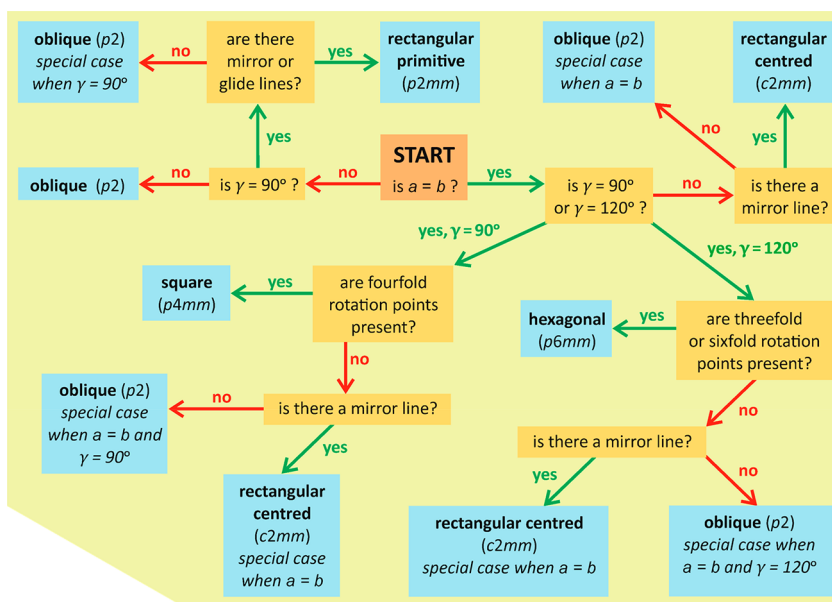 oblique (p2)
special case
when γ = 90°
no
are there
mirror or
glide lines?
yes
rectangular
primitive
(p2mm)
oblique (p2)
special case
when a = b
rectangular
centred
(c2mm)
yes
no
yes
oblique (p2)
no
is γ = 90° ?
no
START
is a = b ?
yes
is γ = 90°
or γ = 120° ?
no
is there a
mirror line?
yes, γ = 90°
yes, γ = 120°
square
(p4mm)
yes
are fourfold
rotation points
present?
hexagonal
(p6mm)
yes
are threefold
or sixfold rotation
points present?
no
no
oblique (p2)
special case
when a = b and
γ = 90°
no
is there a mirror line?
yes
is there a mirror line?
yes
no
rectangular
centred
(c2mm)
special case
when a = b
rectangular centred
(c2mm)
special case when a = b
oblique (p2)
special case when
a = b and γ = 120°